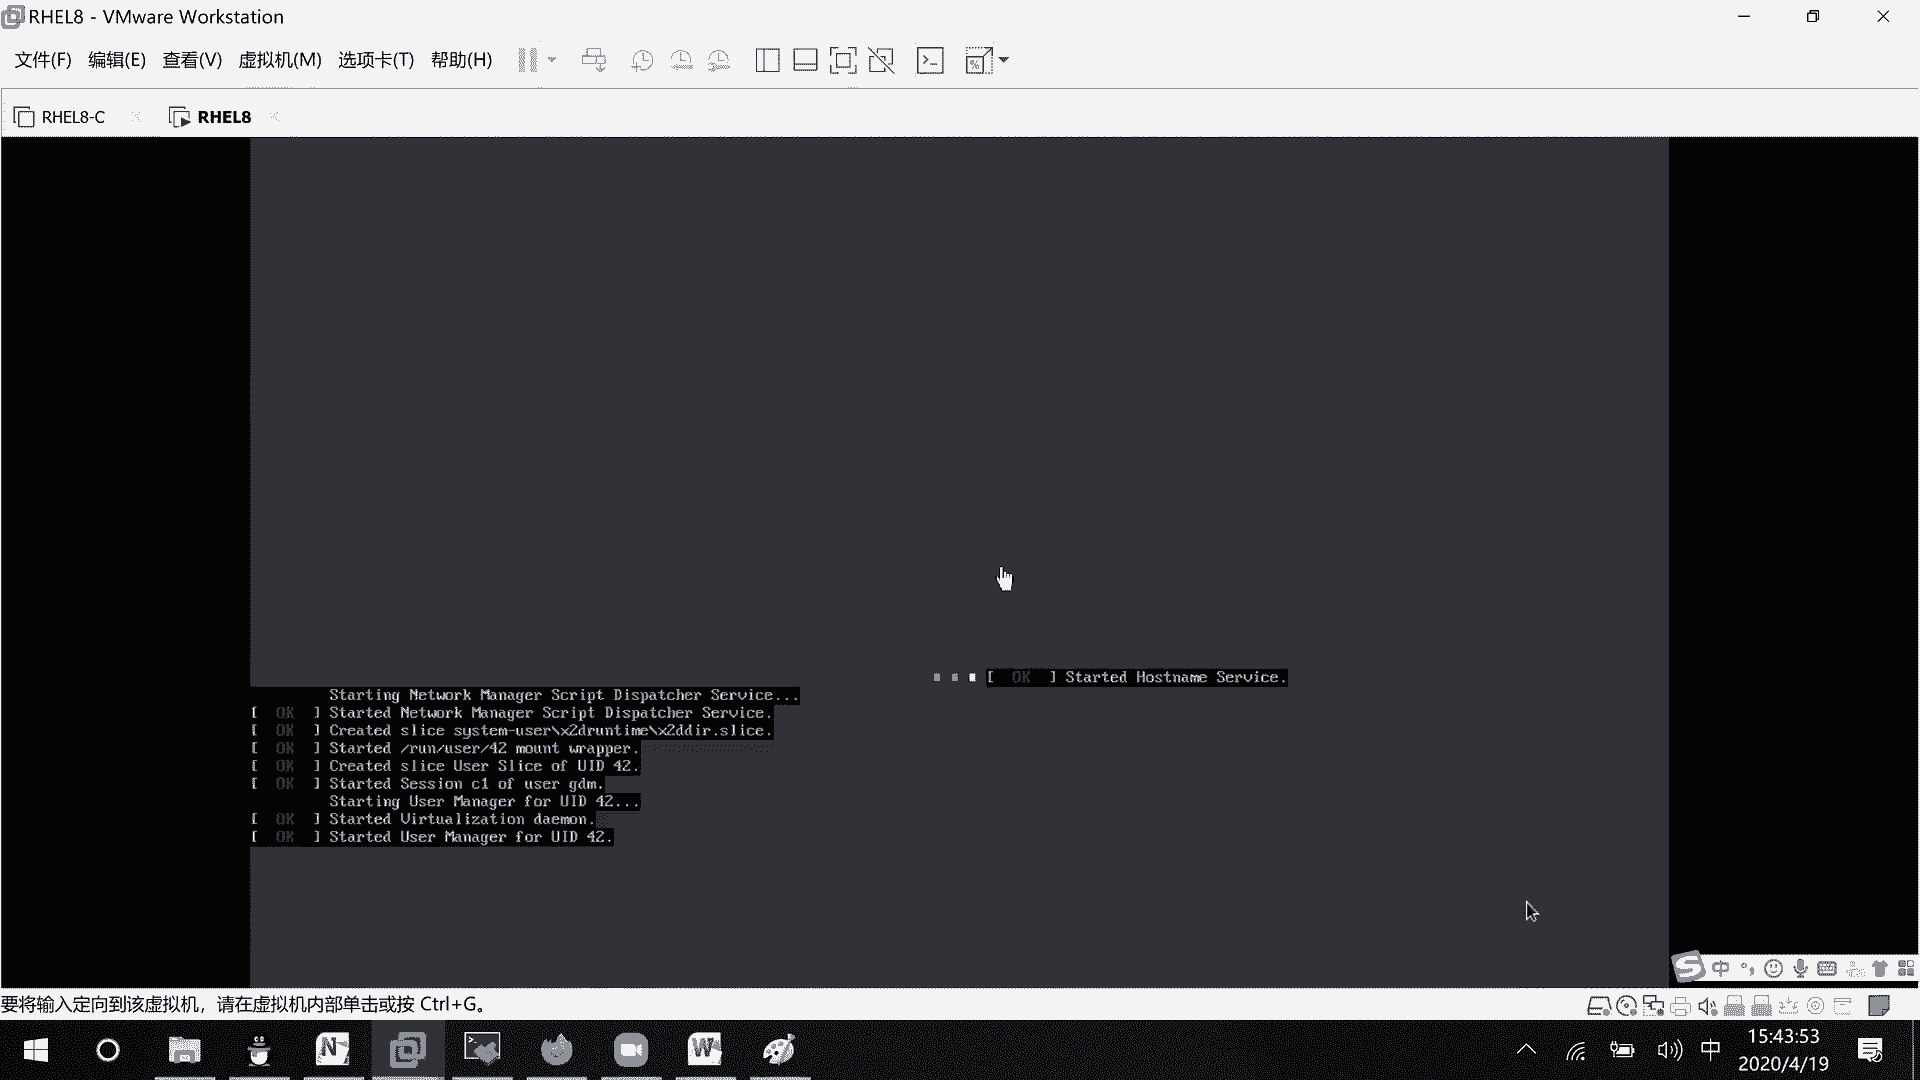 RHEL8 - VMware Workstation
文件(F) 编辑(E) 查看(V) 虚拟机(M) 选项卡(T) 帮助(H)
RHEL8-C RHEL8
[ OK ] Started Hostname Service.
Starting Network Manager Script Dispatcher Service...
[ OK ] Started Network Manager Script Dispatcher Service.
[ OK ] Created slice system-user\x2druntime\x2ddir.slice.
[ OK ] Started /run/user/42 mount wrapper.
[ OK ] Created slice User Slice of UID 42.
[ OK ] Started Session c1 of user gdm.
Starting User Manager for UID 42...
[ OK ] Started Virtualization daemon.
[ OK ] Started User Manager for UID 42.
中
要将输入定向到该虚拟机，请在虚拟机内部单击或按 Ctrl+G。
中 15:43:53
2020/4/19